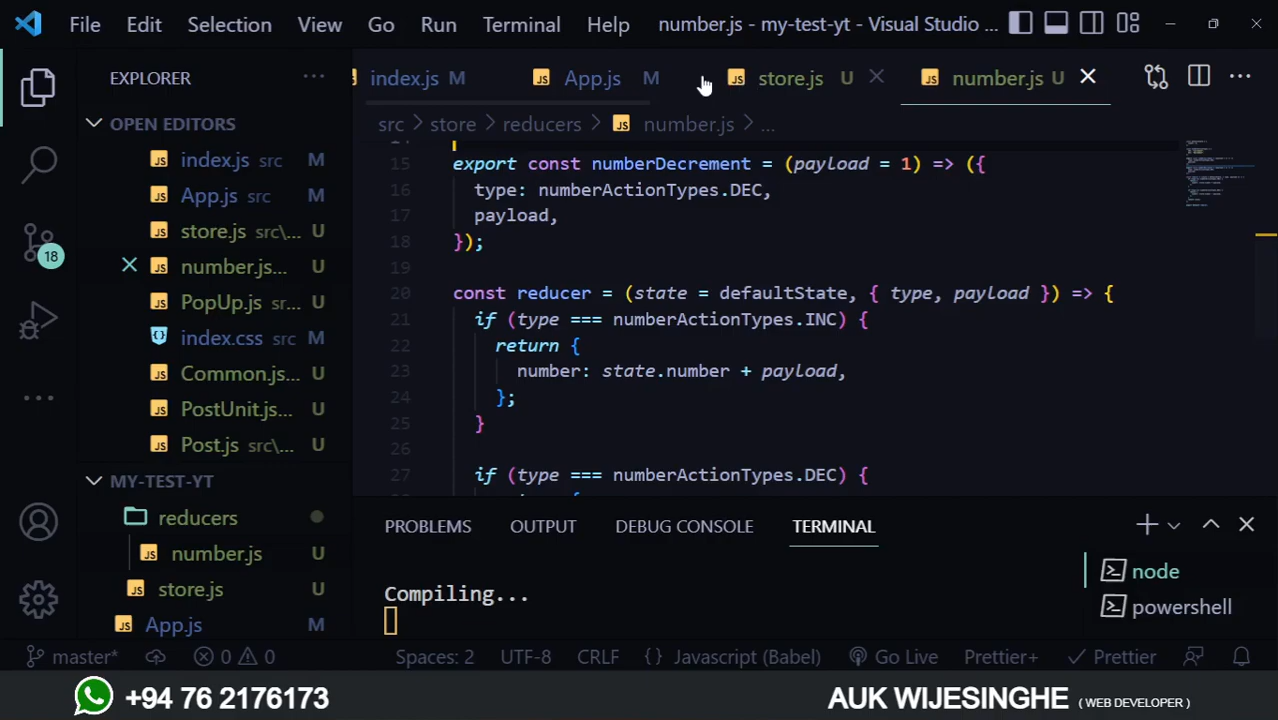 File Edit Selection View Go Run Terminal Help number.js - my-test-yt - Visual Studio ...
EXPLORER ...
index.js M App.js M store.js U number.js U
OPEN EDITORS
src > store > reducers > number.js > ...
index.js src M
App.js src M
store.js src\... U
number.js... U
PopUp.js sr... U
index.css src M
Common.js... U
PostUnit.js... U
Post.js src\... U
MY-TEST-YT
reducers
number.js U
store.js U
App.js M
15 export const numberDecrement = (payload = 1) => ({
16 type: numberActionTypes.DEC,
17 payload,
18 });
19
20 const reducer = (state = defaultState, { type, payload }) => {
21 if (type === numberActionTypes.INC) {
22 return {
23 number: state.number + payload,
24 };
25 }
26
27 if (type === numberActionTypes.DEC) {
PROBLEMS OUTPUT DEBUG CONSOLE TERMINAL
Compiling...
node
powershell
18
master* 0 0 Spaces: 2 UTF-8 CRLF {} Javascript (Babel) Go Live Prettier+ Prettier
+94 76 2176173 AUK WIJESINGHE ( WEB DEVELOPER )